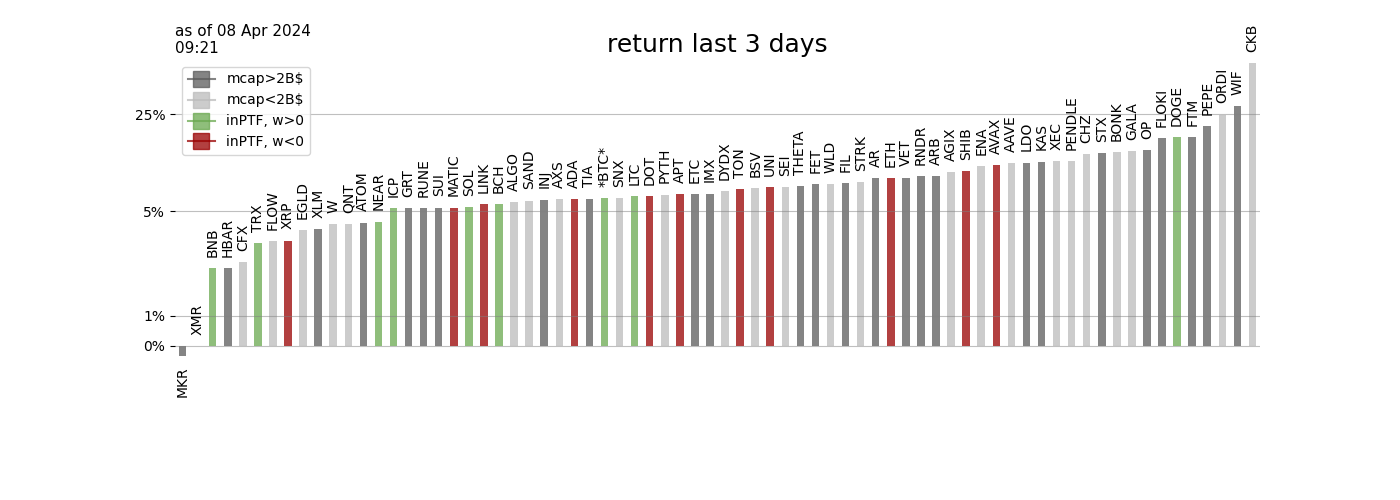 as of 08 Apr 2024
09:21
return last 3 days
mcap>2B$
mcap<2B$
inPTF, w>0
inPTF, w<0
25%
5%
1%
0%
MKR
XMR
BNB
HBAR
CFX
TRX
FLOW
XRP
EGLD
XLM
W
QNT
ATOM
NEAR
ICP
GRT
RUNE
SUI
MATIC
SOL
LINK
BCH
ALGO
SAND
INJ
AXS
ADA
TIA
*BTC*
SNX
LTC
DOT
PYTH
APT
ETC
IMX
DYDX
TON
BSV
UNI
SEI
THETA
FET
WLD
FIL
STRK
AR
ETH
VET
RNDR
ARB
AGIX
SHIB
ENA
AVAX
AAVE
LDO
KAS
XEC
PENDLE
CHZ
STX
BONK
GALA
OP
FLOKI
DOGE
FTM
PEPE
ORDI
WIF
CKB